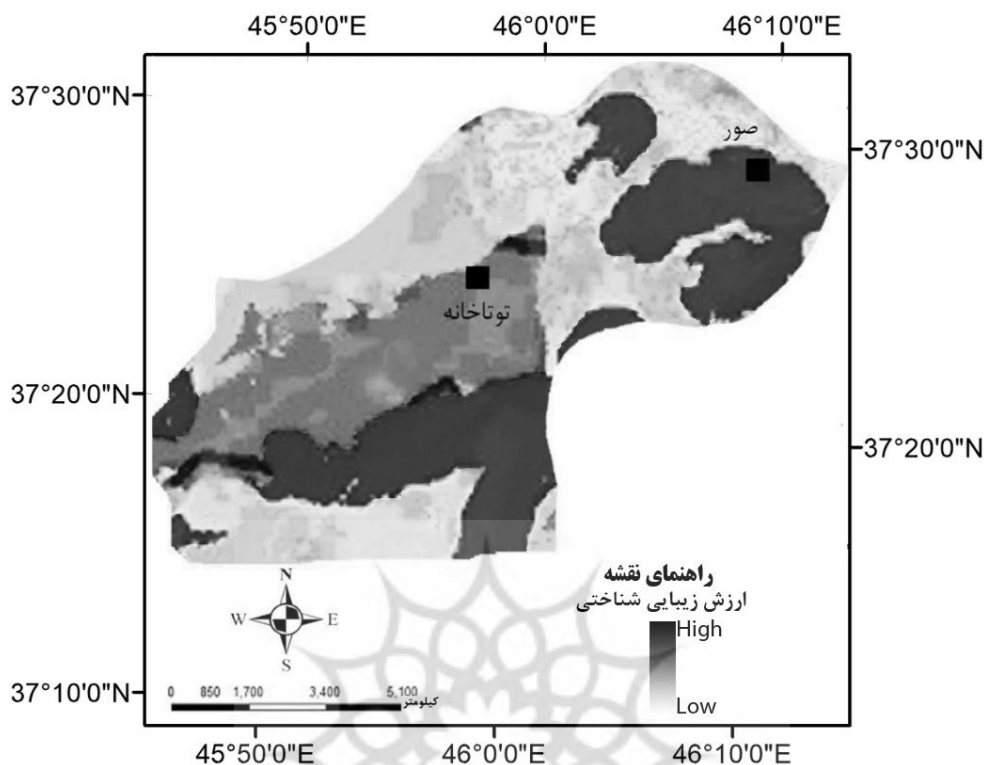 45°50'0"E 46°0'0"E 46°10'0"E
37°30'0"N
صور
37°30'0"N
توتاخانه
37°20'0"N
37°20'0"N
راهنمای نقشه
ارزش زیبایی شناختی
High
Low
N
W E
S
0 850 1,700 3,400 5,100
کیلومتر
37°10'0"N
45°50'0"E 46°0'0"E 46°10'0"E